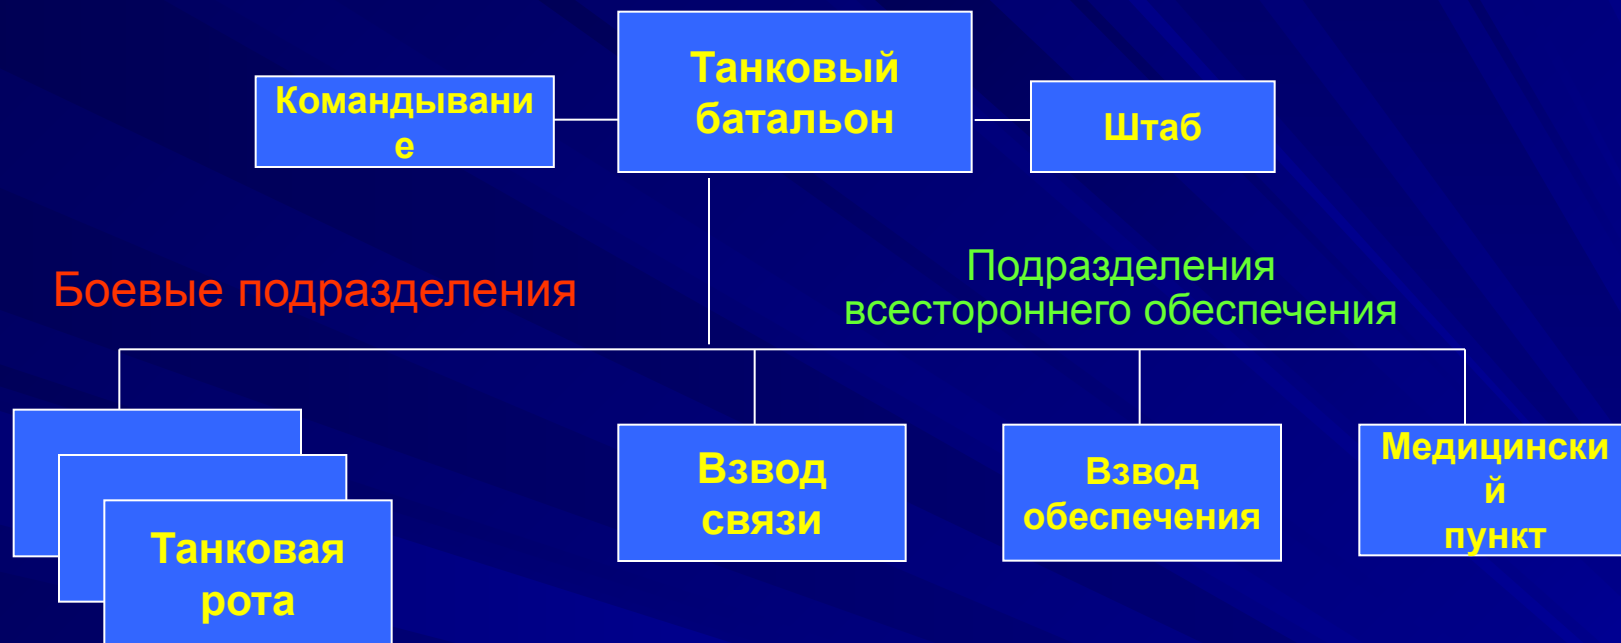 Танковый
батальон
Командывани
е
Штаб
Боевые подразделения
Подразделения
всестороннего обеспечения
Танковая
рота
Взвод
связи
Взвод
обеспечения
Медицински
й
пункт